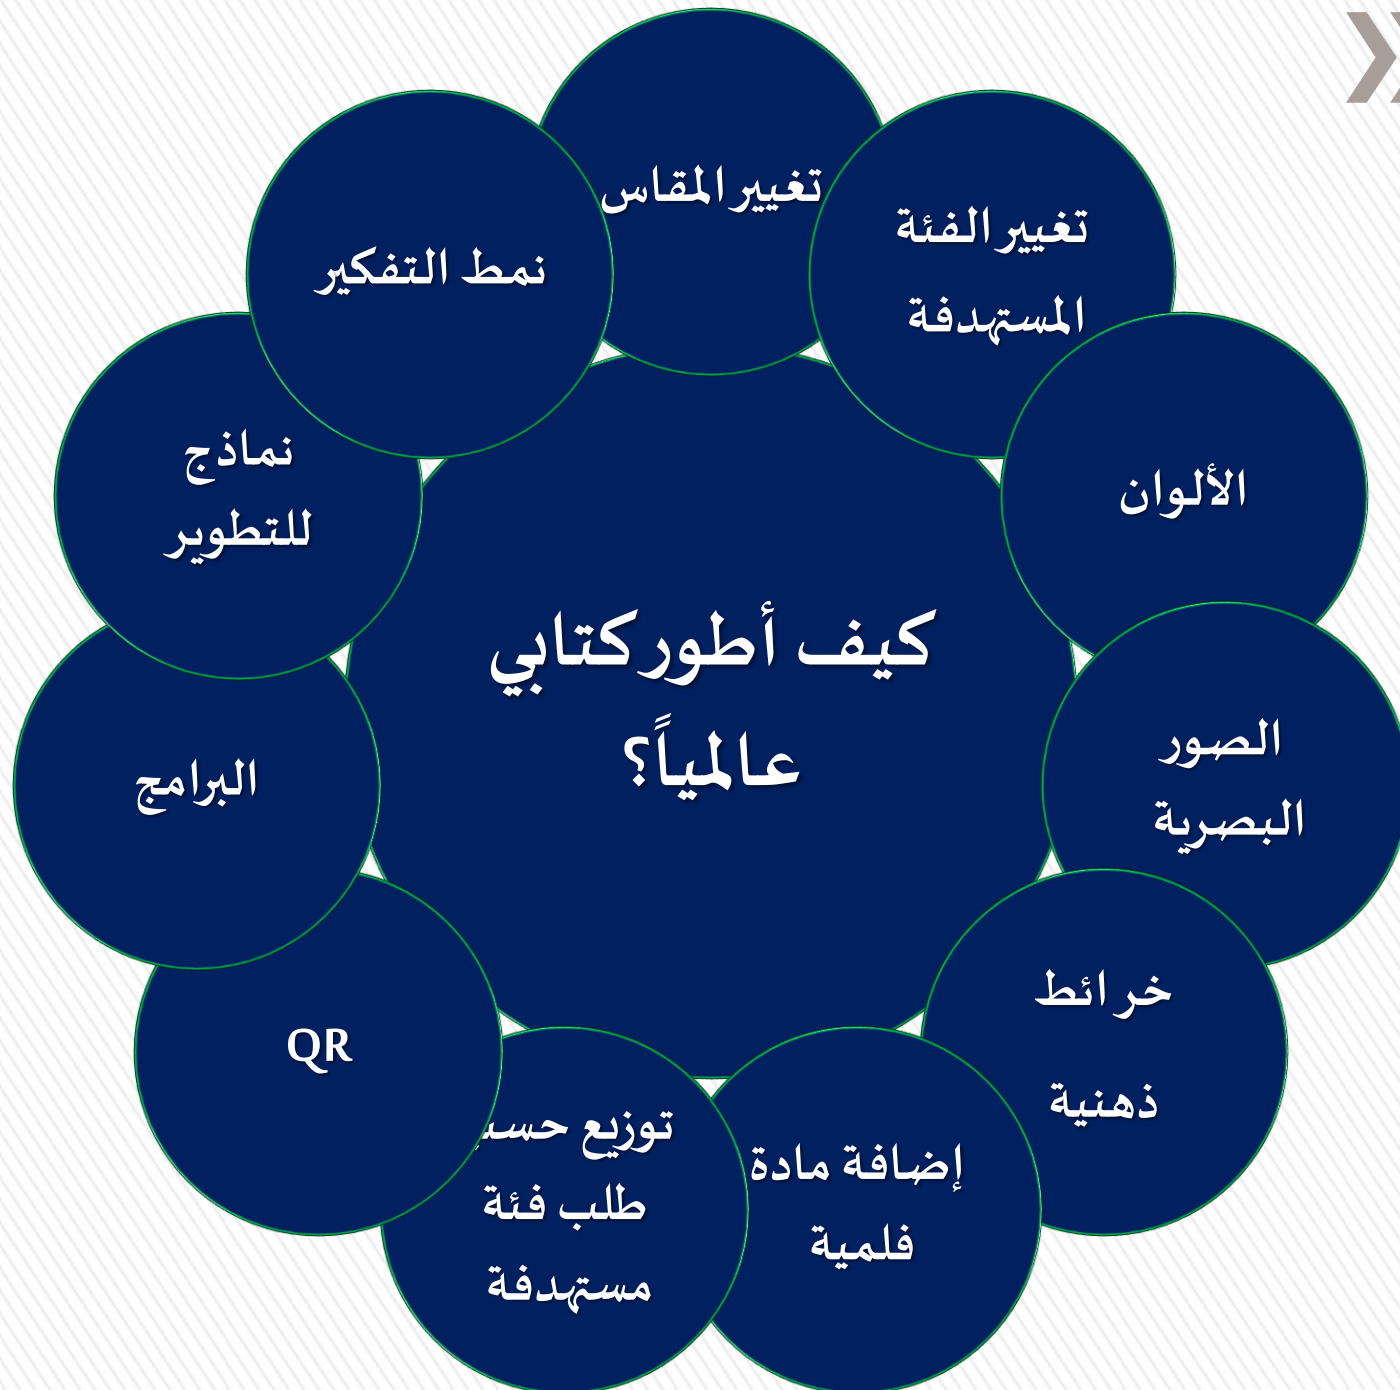 كيف أطور كتابي
عالمياً؟
تغيير المقاس
تغيير الفئة
المستهدفة
الألوان
الصور
البصرية
خرائط
ذهنية
إضافة مادة
فلمية
توزيع
طلب فئة
مستهدفة
QR
البرامج
نماذج
للتطوير
نمط التفكير